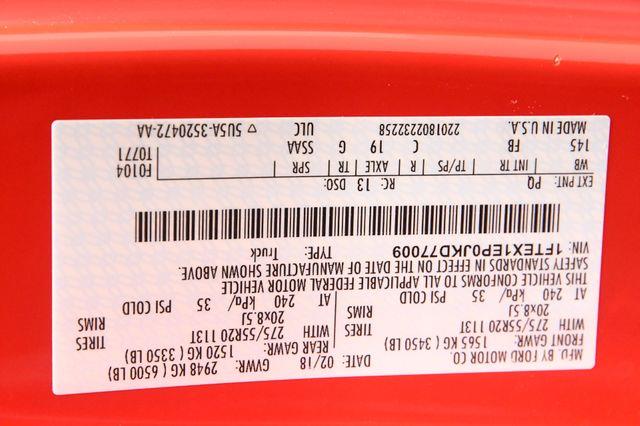 MFG. BY FORD MOTOR CO.
DATE: 02/18 GVWR: 2948 KG ( 6500 LB)
FRONT GAWR: REAR GAWR:
1565 KG ( 3450 LB) 1520 KG ( 3350 LB)
WITH 275/55R20 113T TIRES WITH 275/55R20 113T TIRES
20x8.5J RIMS 20x8.5J RIMS
AT 240 kPa/ 35 PSI COLD AT 240 kPa/ 35 PSI COLD
THIS VEHICLE CONFORMS TO ALL APPLICABLE FEDERAL MOTOR VEHICLE
SAFETY STANDARDS IN EFFECT ON THE DATE OF MANUFACTURE SHOWN ABOVE.
VIN: 1FTEX1EP0JKD77009 TYPE: Truck
EXT PNT: PQ RC: 13 DSO: F0104
WB INT TR TP/PS R AXLE TR SPR T0771
145 FB C 19 G SSAA
MADE IN U.S.A. 2201802232258 ULC ▽ 5U5A-3520472-AA